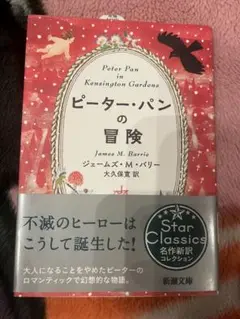 Peter Pan
in
Kensington Gardens
ピーター・パン
の
冒険
James M. Barrie
ジェームズ・M・バリー
大久保寛 訳
不滅のヒーローは
こうして誕生した!
大人になることをやめたピーターの
ロマンティックで幻想的な物語。
Star
Classics
名作新訳
コレクション
新潮文庫